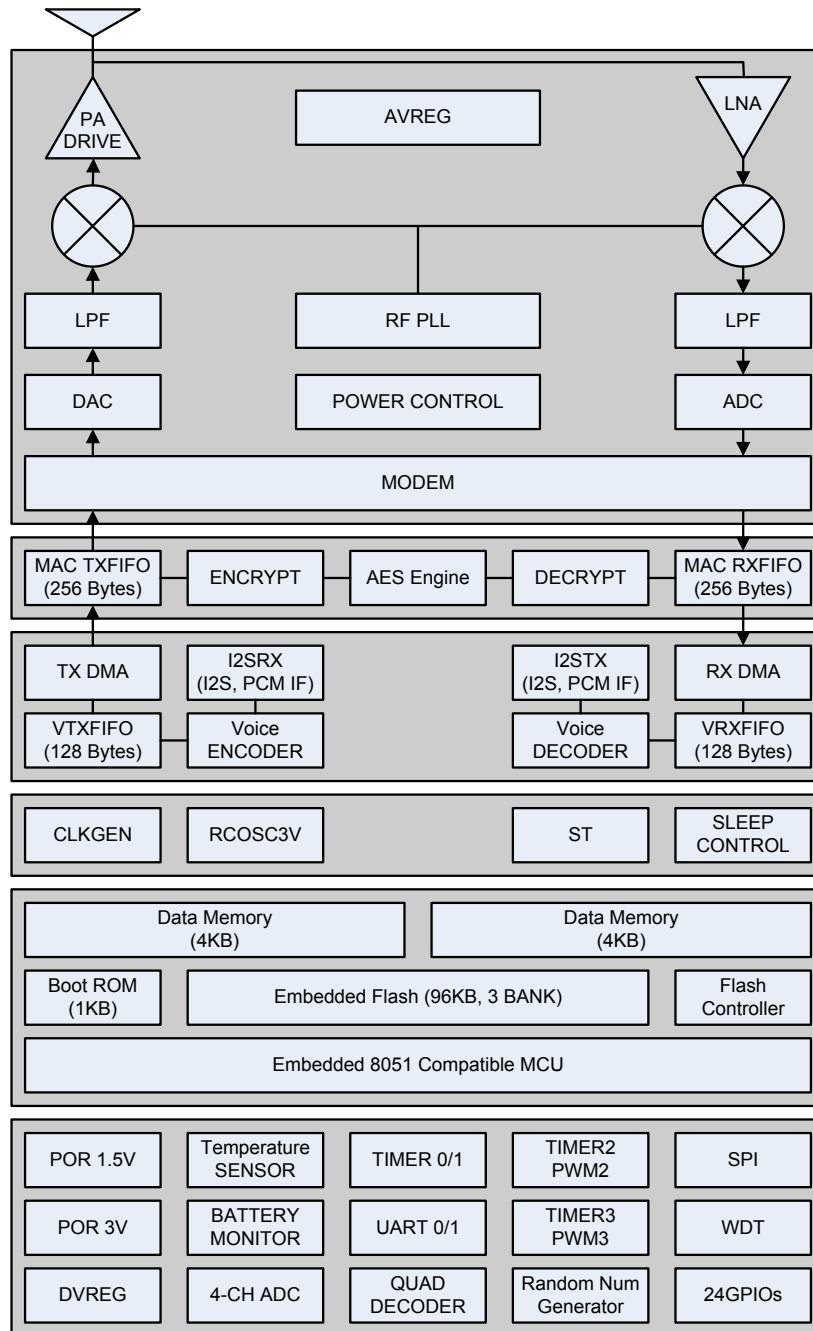 PA
DRIVE
AVREG
LNA
LPF
RF PLL
LPF
DAC
POWER CONTROL
ADC
MODEM
MAC TXFIFO
(256 Bytes)
ENCRYPT
AES Engine
DECRYPT
MAC RXFIFO
(256 Bytes)
TX DMA
I2SRX
(I2S, PCM IF)
I2STX
(I2S, PCM IF)
RX DMA
VTXFIFO
(128 Bytes)
Voice
ENCODER
Voice
DECODER
VRXFIFO
(128 Bytes)
CLKGEN
RCOSC3V
ST
SLEEP
CONTROL
Data Memory
(4KB)
Data Memory
(4KB)
Boot ROM
(1KB)
Embedded Flash (96KB, 3 BANK)
Flash
Controller
Embedded 8051 Compatible MCU
POR 1.5V
Temperature
SENSOR
TIMER 0/1
TIMER2
PWM2
SPI
POR 3V
BATTERY
MONITOR
UART 0/1
TIMER3
PWM3
WDT
DVREG
4-CH ADC
QUAD
DECODER
Random Num
Generator
24GPIOs